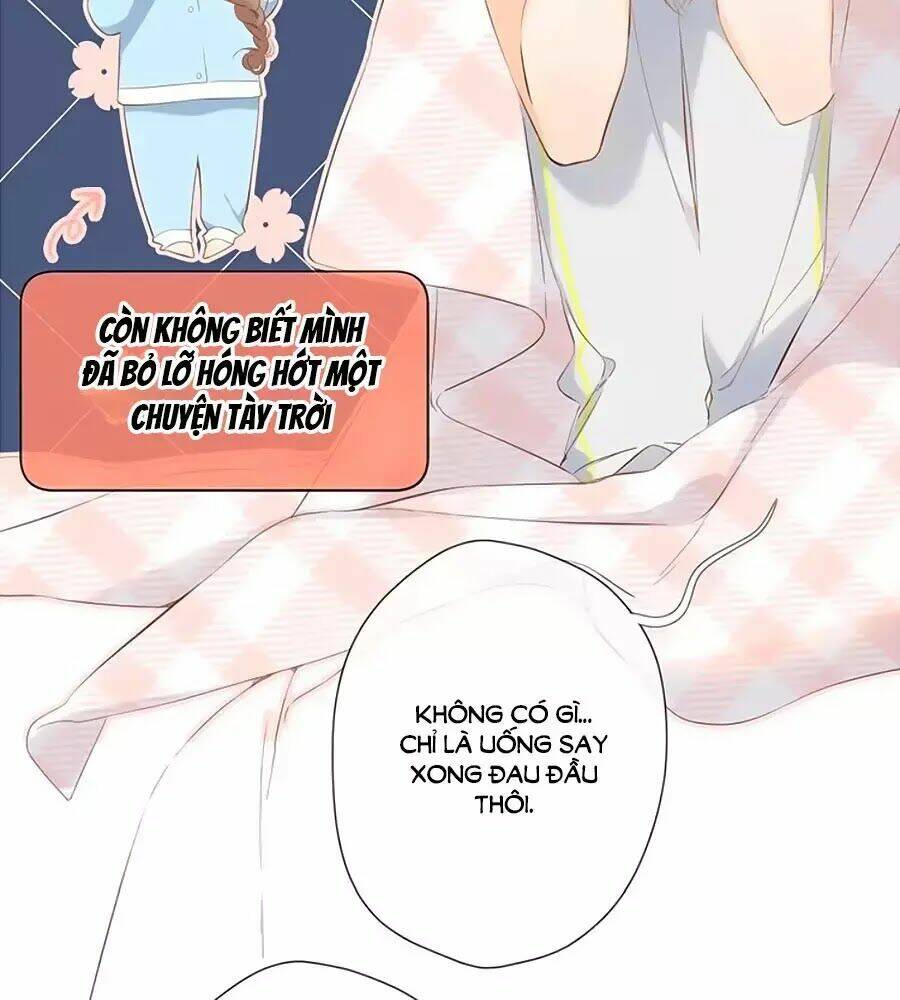 CÒN KHÔNG BIẾT MÌNH
ĐÃ BỎ LỠ HÓNG HỚT MỘT
CHUYỆN TÀY TRỜI
KHÔNG CÓ GÌ...
CHỈ LÀ UỐNG SAY
XONG ĐAU ĐẦU
THÔI.